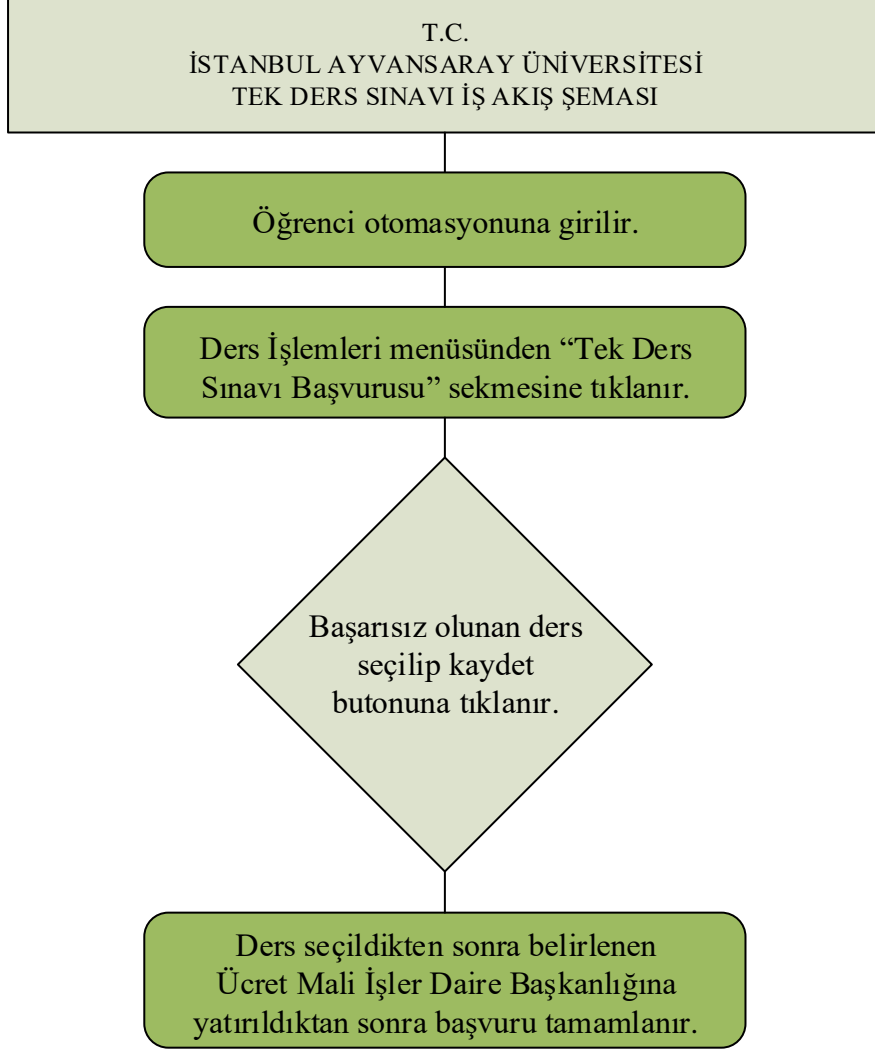 T.C.
İSTANBUL AYVANSARAY ÜNİVERSİTESİ
TEK DERS SINAVI İŞ AKIŞ ŞEMASI
Öğrenci otomasyonuna girilir.
Ders İşlemleri menüsünden “Tek Ders
Sınavı Başvurusu” sekmesine tıklanır.
Başarısız olunan ders
seçilip kaydet
butonuna tıklanır.
Ders seçildikten sonra belirlenen
Ücret Mali İşler Daire Başkanlığına
yatırıldıktan sonra başvuru tamamlanır.